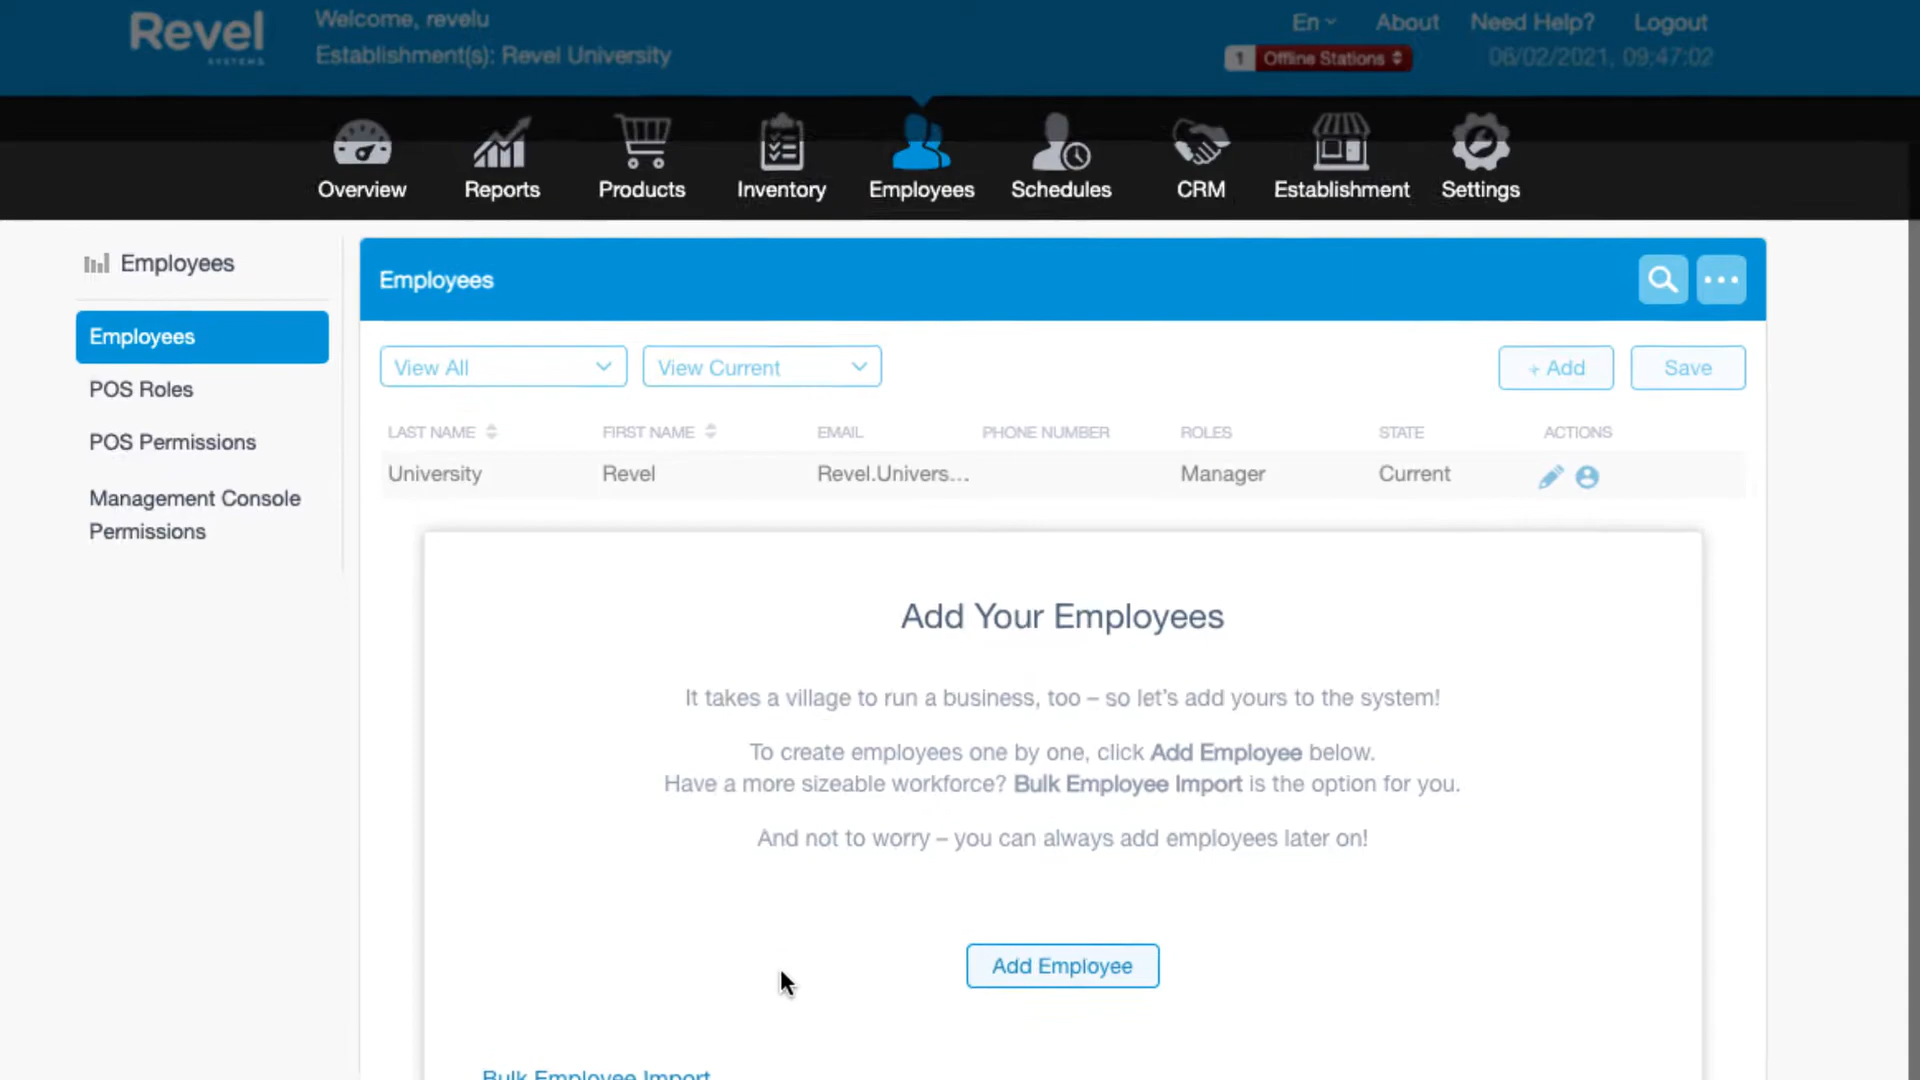 Revel
SYSTEMS
Welcome, revelu
Establishment(s): Revel University
En
About
Need Help?
Logout
1
Offline Stations
06/02/2021, 09:47:02
Overview
Reports
Products
Inventory
Employees
Schedules
CRM
Establishment
Settings
Employees
Employees
POS Roles
POS Permissions
Management Console
Permissions
Employees
View All
View Current
+ Add
Save
LAST NAME
FIRST NAME
EMAIL
PHONE NUMBER
ROLES
STATE
ACTIONS
University
Revel
Revel.Univers...
Manager
Current
Add Your Employees
It takes a village to run a business, too – so let's add yours to the system!
To create employees one by one, click Add Employee below.
Have a more sizeable workforce? Bulk Employee Import is the option for you.
And not to worry – you can always add employees later on!
Add Employee
Bulk Employee Import